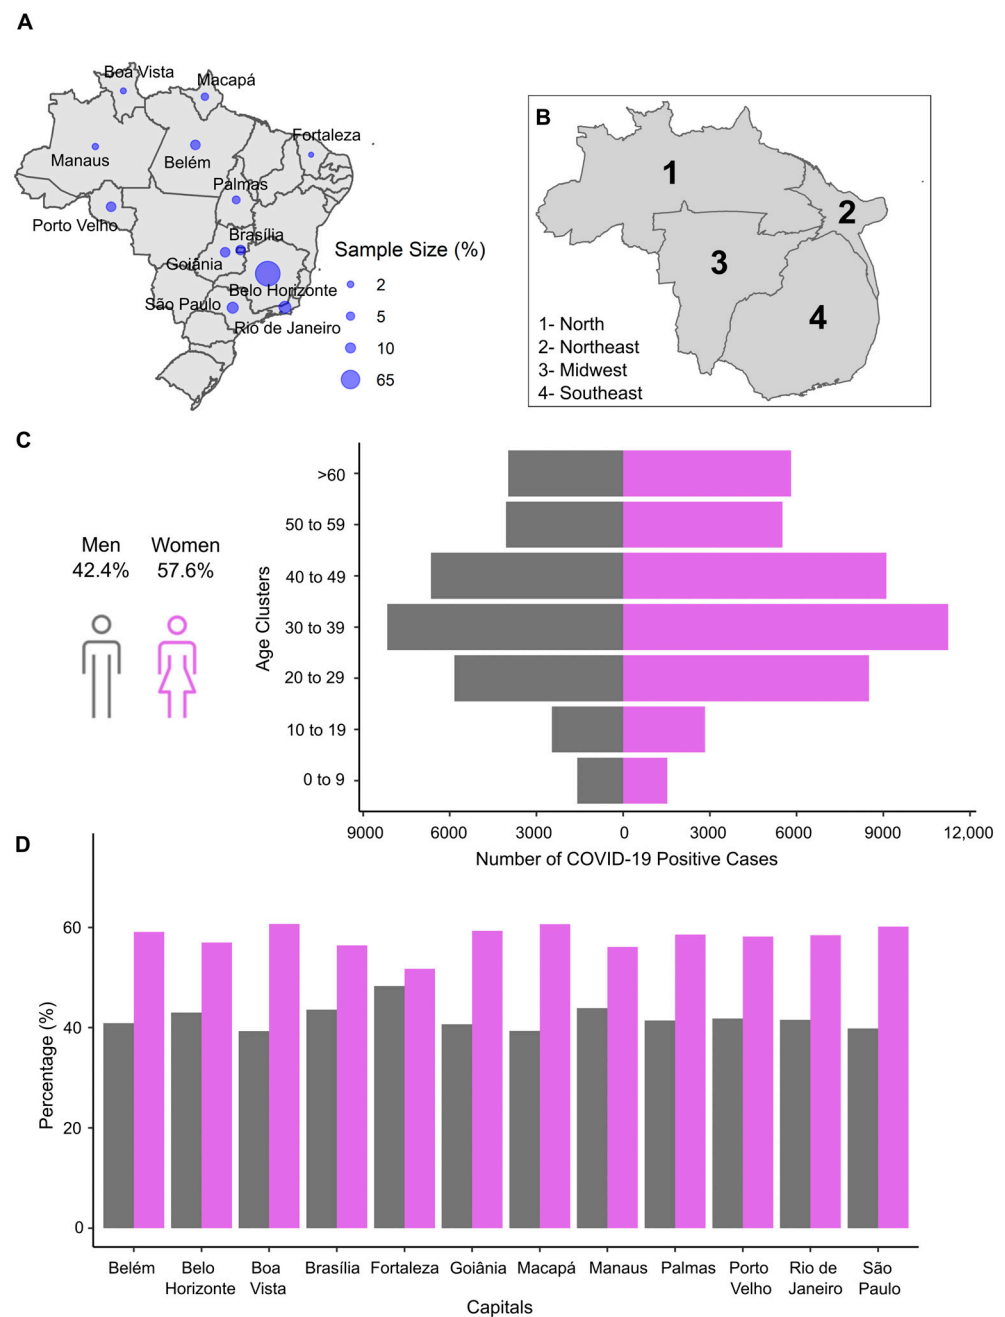 A
Boa Vista
Macapá
Fortaleza
Manaus
Belém
Palmas
Porto Velho
Brasília
Goiânia
Belo Horizonte
São Paulo
Rio de Janeiro
Sample Size (%)
2
5
10
65
B
1
2
3
4
1- North
2- Northeast
3- Midwest
4- Southeast
C
Men
42.4%
Women
57.6%
Age Clusters
>60
50 to 59
40 to 49
30 to 39
20 to 29
10 to 19
0 to 9
9000 6000 3000 0 3000 6000 9000 12,000
Number of COVID-19 Positive Cases
D
Percentage (%)
60
40
20
0
Belém
Belo
Horizonte
Boa
Vista
Brasília
Fortaleza
Goiânia
Macapá
Manaus
Palmas
Porto
Velho
Rio de
Janeiro
São
Paulo
Capitals